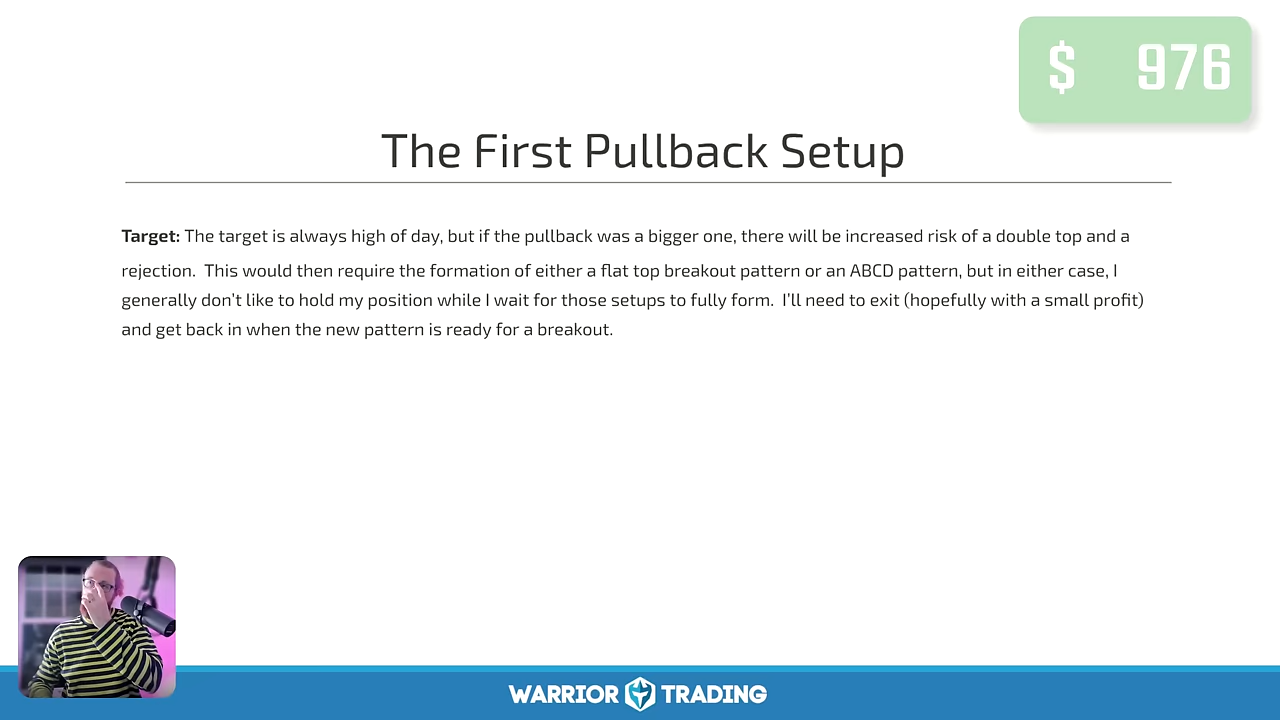 $ 976
The First Pullback Setup
Target: The target is always high of day, but if the pullback was a bigger one, there will be increased risk of a double top and a
rejection.  This would then require the formation of either a flat top breakout pattern or an ABCD pattern, but in either case, I
generally don't like to hold my position while I wait for those setups to fully form.  I'll need to exit (hopefully with a small profit)
and get back in when the new pattern is ready for a breakout.
WARRIOR TRADING